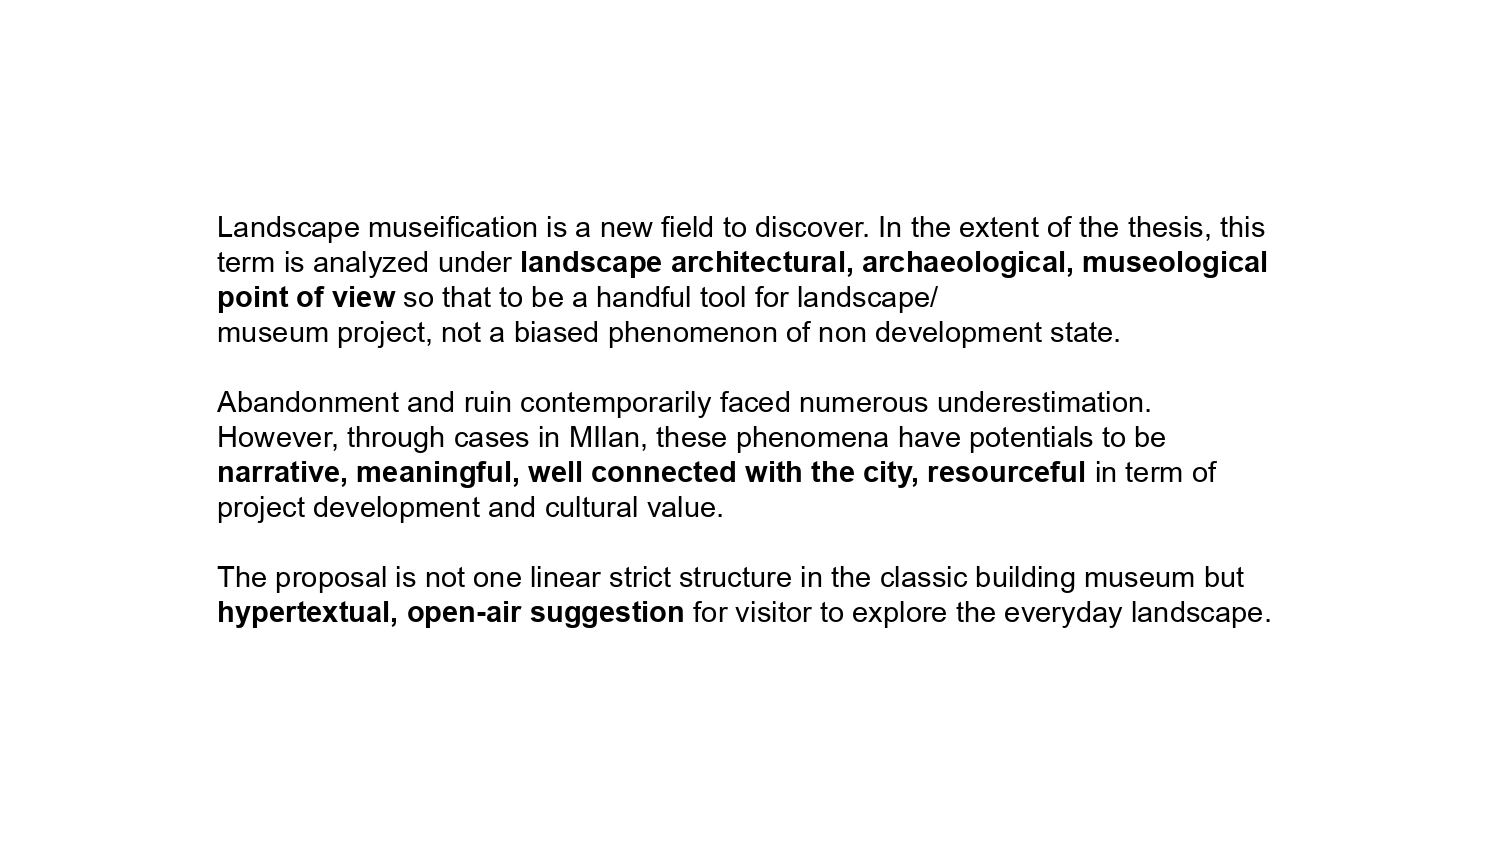 Landscape museification is a new field to discover. In the extent of the thesis, this
term is analyzed under landscape architectural, archaeological, museological
point of view so that to be a handful tool for landscape/
museum project, not a biased phenomenon of non development state.
Abandonment and ruin contemporarily faced numerous underestimation.
However, through cases in MIlan, these phenomena have potentials to be
narrative, meaningful, well connected with the city, resourceful in term of
project development and cultural value.
The proposal is not one linear strict structure in the classic building museum but
hypertextual, open-air suggestion for visitor to explore the everyday landscape.